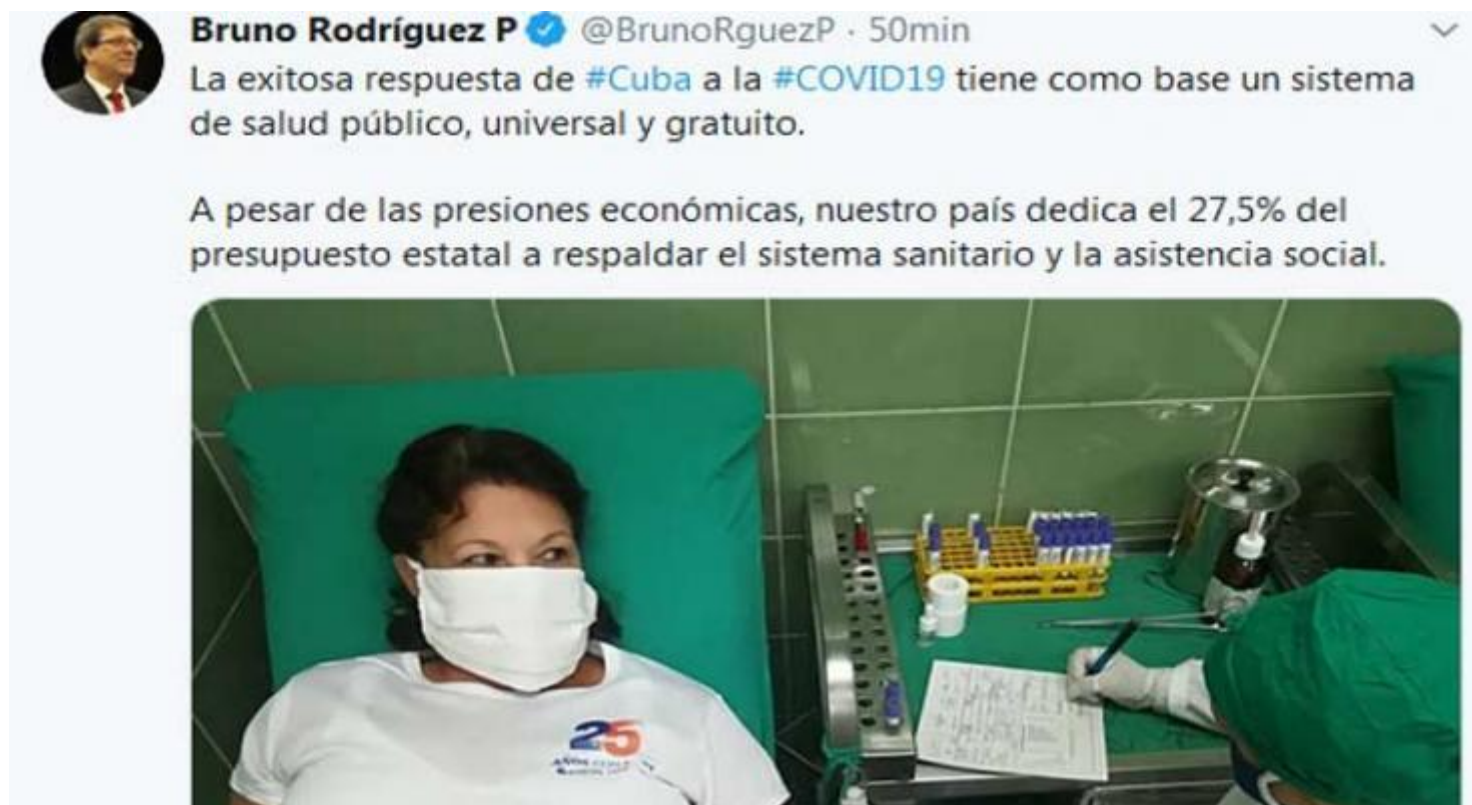 Bruno Rodríguez P @BrunoRguezP · 50min
La exitosa respuesta de #Cuba a la #COVID19 tiene como base un sistema
de salud público, universal y gratuito.
A pesar de las presiones económicas, nuestro país dedica el 27,5% del
presupuesto estatal a respaldar el sistema sanitario y la asistencia social.
25
AÑOS